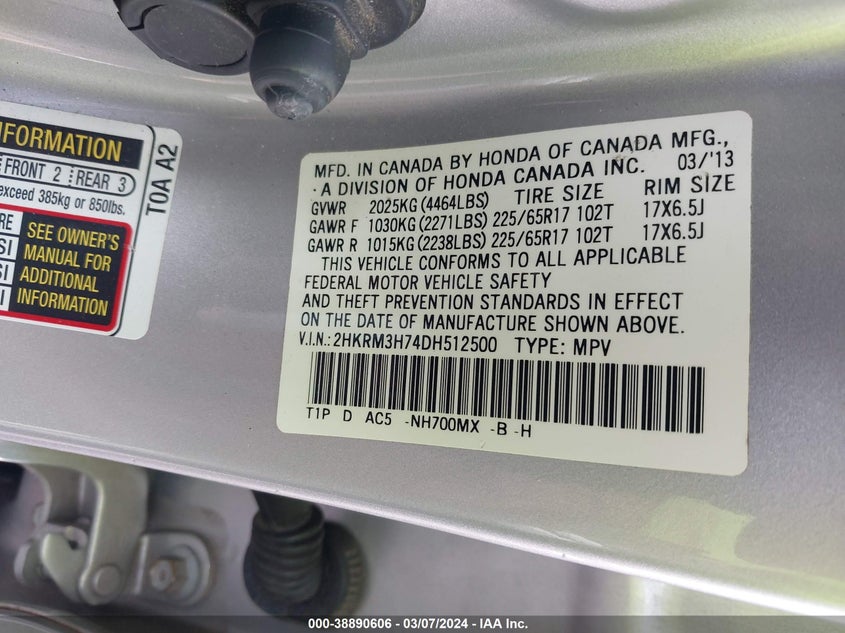 NFORMATION
FRONT 2 REAR 3
exceed 385kg or 850lbs.
RE
SI
SI
I
SEE OWNER'S
MANUAL FOR
ADDITIONAL
INFORMATION
T0A A2
MFD. IN CANADA BY HONDA OF CANADA MFG.,
A DIVISION OF HONDA CANADA INC. 03/'13
GVWR 2025KG (4464LBS) TIRE SIZE RIM SIZE
GAWR F 1030KG (2271LBS) 225/65R17 102T 17X6.5J
GAWR R 1015KG (2238LBS) 225/65R17 102T 17X6.5J
THIS VEHICLE CONFORMS TO ALL APPLICABLE
FEDERAL MOTOR VEHICLE SAFETY
AND THEFT PREVENTION STANDARDS IN EFFECT
ON THE DATE OF MANUFACTURE SHOWN ABOVE.
V.I.N.: 2HKRM3H74DH512500 TYPE: MPV
T1P D AC5 -NH700MX -B -H
000-38890606 - 03/07/2024 - IAA Inc.